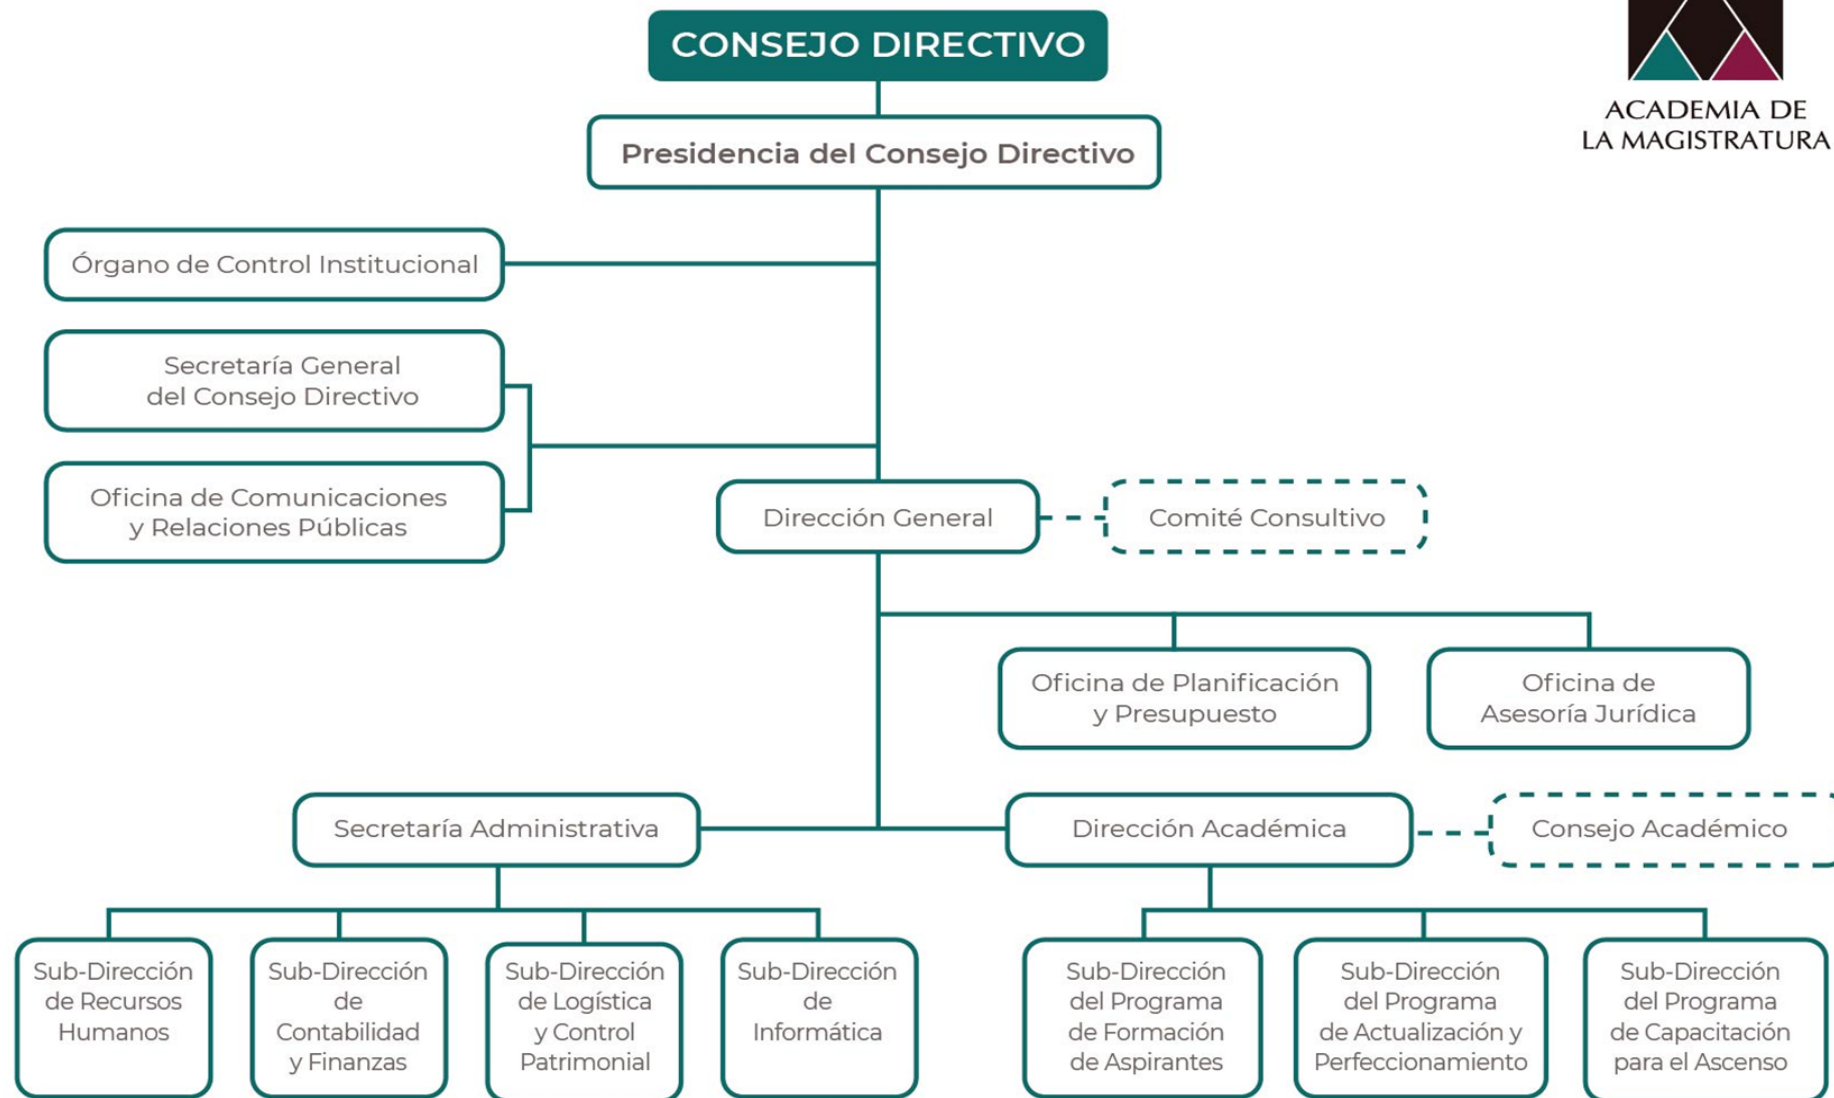 CONSEJO DIRECTIVO
ACADEMIA DE
LA MAGISTRATURA
Presidencia del Consejo Directivo
Órgano de Control Institucional
Secretaría General
del Consejo Directivo
Oficina de Comunicaciones
y Relaciones Públicas
Dirección General
Comité Consultivo
Oficina de Planificación
y Presupuesto
Oficina de
Asesoría Jurídica
Secretaría Administrativa
Dirección Académica
Consejo Académico
Sub-Dirección
de Recursos
Humanos
Sub-Dirección
de
Contabilidad
y Finanzas
Sub-Dirección
de Logística
y Control
Patrimonial
Sub-Dirección
de
Informática
Sub-Dirección
del Programa
de Formación
de Aspirantes
Sub-Dirección
del Programa
de Actualización y
Perfeccionamiento
Sub-Dirección
del Programa
de Capacitación
para el Ascenso